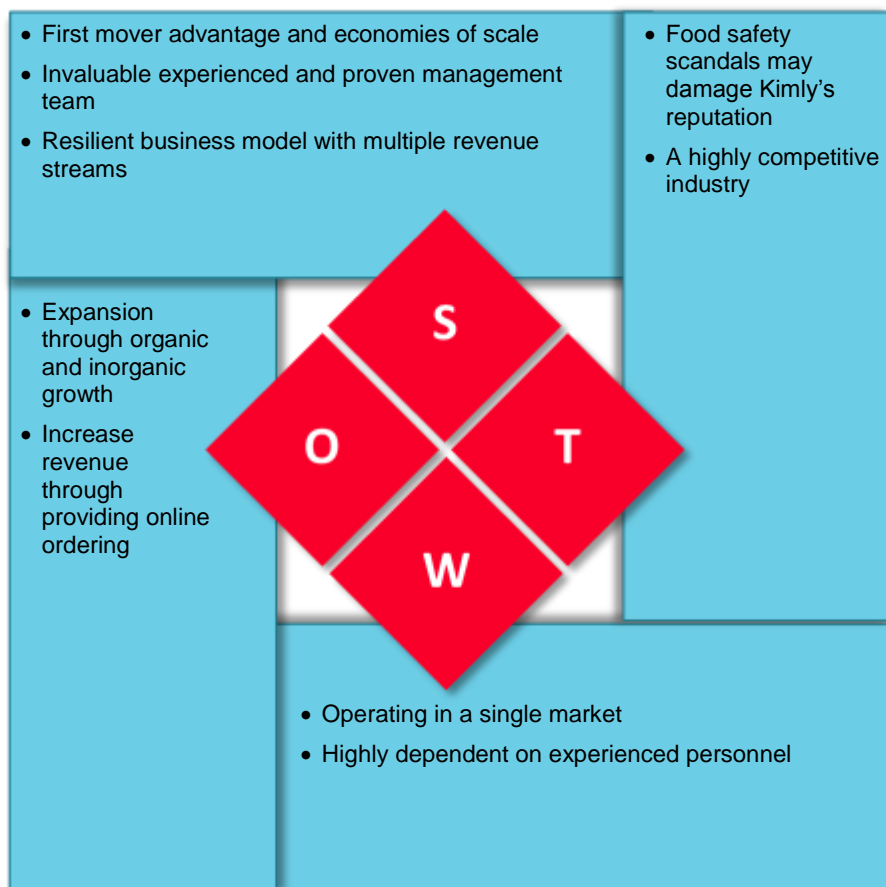 • First mover advantage and economies of scale
• Invaluable experienced and proven management
team
• Resilient business model with multiple revenue
streams
• Food safety
scandals may
damage Kimly’s
reputation
• A highly competitive
industry
• Expansion
through organic
and inorganic
growth
• Increase
revenue
through
providing online
ordering
S
O
T
W
• Operating in a single market
• Highly dependent on experienced personnel